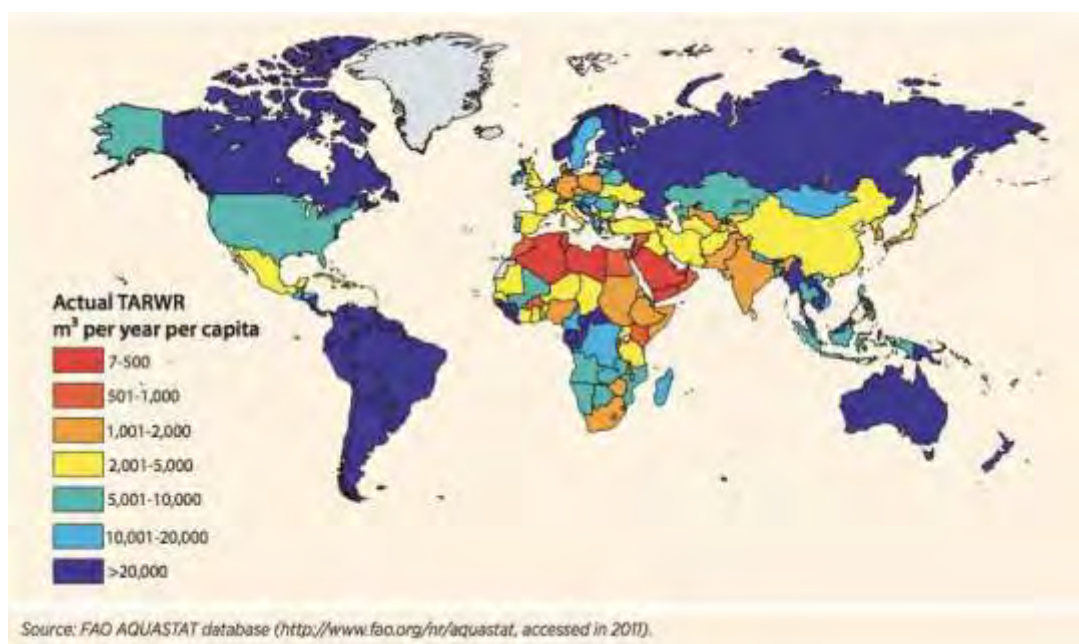 Actual TARWR
m³ per year per capita
7-500
501-1,000
1,001-2,000
2,001-5,000
5,001-10,000
10,001-20,000
>20,000
Source: FAO AQUASTAT database (http://www.fao.org/nr/aquastat, accessed in 2011).